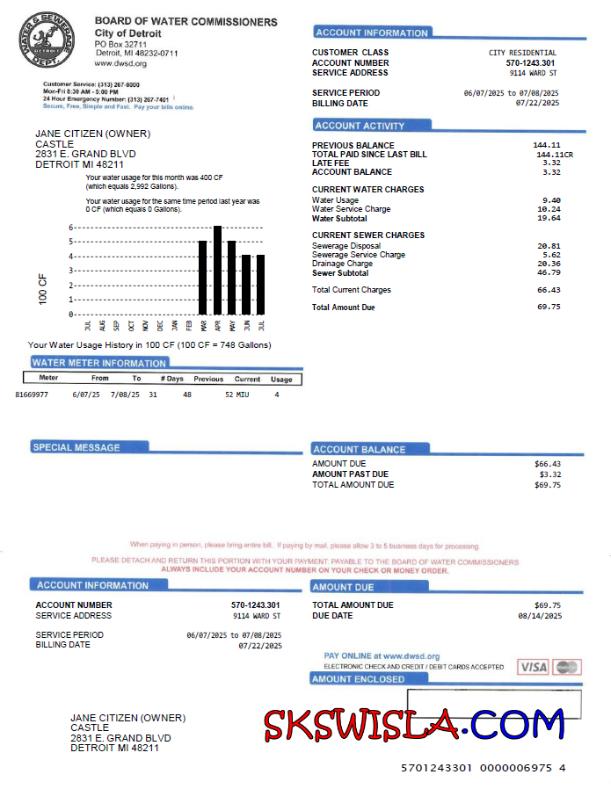 WATER & SEWERAGE
DETROIT
DEPT.
BOARD OF WATER COMMISSIONERS
City of Detroit
PO Box 32711
Detroit, MI 48232-0711
www.dwsd.org
Customer Service: (313) 267-8000
Mon-Fri 8:30 AM - 5:00 PM
24 Hour Emergency Number: (313) 267-7401
Secure, Free, Simple and Fast. Pay your bills online
JANE CITIZEN (OWNER)
CASTLE
2831 E. GRAND BLVD
DETROIT MI 48211
Your water usage for this month was 400 CF
(which equals 2,992 Gallons).
Your water usage for the same time period last year was
0 CF (which equals 0 Gallons).
100 CF
6
5
4
3
2
1
0
JUL AUG SEP OCT NOV DEC JAN FEB MAR APR MAY JUN JUL
Your Water Usage History in 100 CF (100 CF = 748 Gallons)
WATER METER INFORMATION
Meter From To # Days Previous Current Usage
81669977 6/07/25 7/08/25 31 48 52 MIU 4
SPECIAL MESSAGE
ACCOUNT INFORMATION
CUSTOMER CLASS CITY RESIDENTIAL
ACCOUNT NUMBER 570-1243.301
SERVICE ADDRESS 9114 WARD ST
SERVICE PERIOD 06/07/2025 to 07/08/2025
BILLING DATE 07/22/2025
ACCOUNT ACTIVITY
PREVIOUS BALANCE 144.11
TOTAL PAID SINCE LAST BILL 144.11CR
LATE FEE 3.32
ACCOUNT BALANCE 3.32
CURRENT WATER CHARGES
Water Usage 9.40
Water Service Charge 10.24
Water Subtotal 19.64
CURRENT SEWER CHARGES
Sewerage Disposal 20.81
Sewerage Service Charge 5.62
Drainage Charge 20.36
Sewer Subtotal 46.79
Total Current Charges 66.43
Total Amount Due 69.75
ACCOUNT BALANCE
AMOUNT DUE $66.43
AMOUNT PAST DUE $3.32
TOTAL AMOUNT DUE $69.75
When paying in person, please bring entire bill. If paying by mail, please allow 3 to 5 business days for processing.
PLEASE DETACH AND RETURN THIS PORTION WITH YOUR PAYMENT. PAYABLE TO THE BOARD OF WATER COMMISSIONERS
ALWAYS INCLUDE YOUR ACCOUNT NUMBER ON YOUR CHECK OR MONEY ORDER.
ACCOUNT INFORMATION
ACCOUNT NUMBER 570-1243.301
SERVICE ADDRESS 9114 WARD ST
SERVICE PERIOD 06/07/2025 to 07/08/2025
BILLING DATE 07/22/2025
AMOUNT DUE
TOTAL AMOUNT DUE $69.75
DUE DATE 08/14/2025
PAY ONLINE at www.dwsd.org
ELECTRONIC CHECK AND CREDIT / DEBIT CARDS ACCEPTED VISA
AMOUNT ENCLOSED
JANE CITIZEN (OWNER)
CASTLE
2831 E. GRAND BLVD
DETROIT MI 48211
SKSWISLA.COM
5701243301 0000006975 4